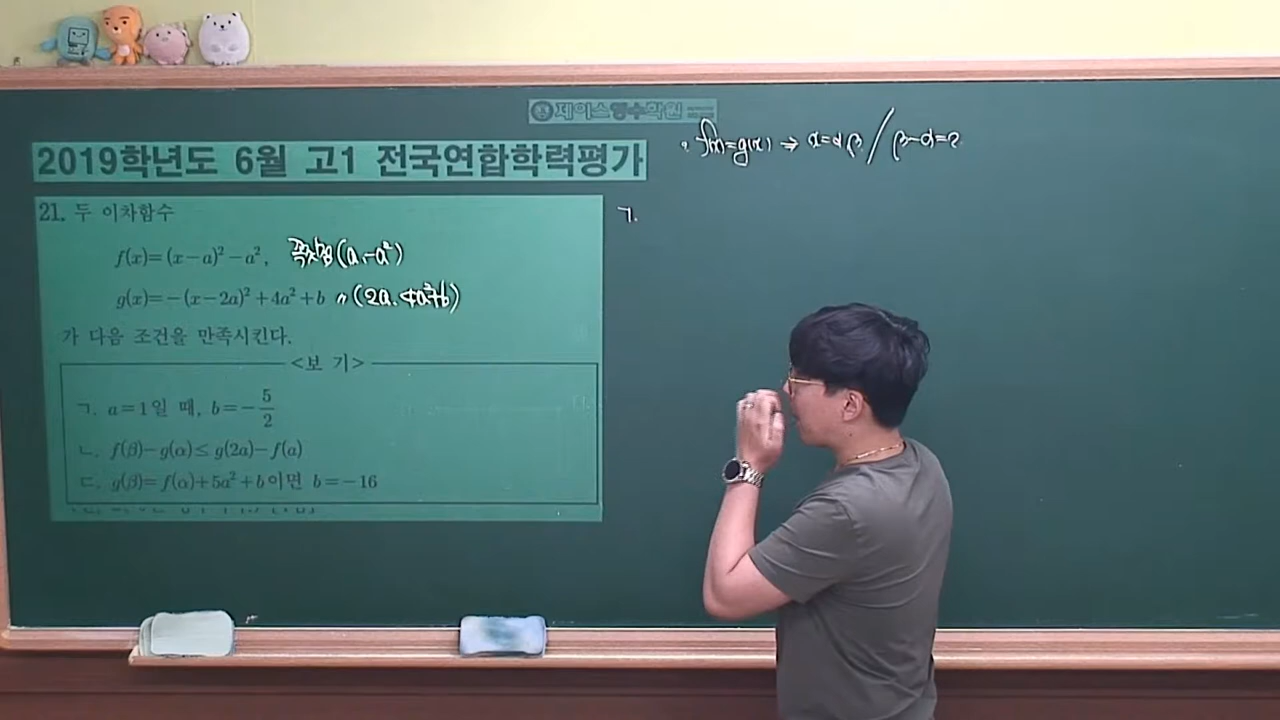 제이스영수학원
2019학년도 6월 고1 전국연합학력평가
f(x)=g(x) ⇒ x=α β / β-α=2
21. 두 이차함수
f(x)=(x-a)²-a², 꼭짓점(a, -a²)
g(x)=-(x-2a)²+4a²+b 〃(2a. 4a²+b)
가 다음 조건을 만족시킨다.
<보 기>
ㄱ. a=1일 때, b=-5/2
ㄴ. f(β)-g(α)≤g(2a)-f(a)
ㄷ. g(β)=f(α)+5a²+b이면 b=-16
ㄱ.